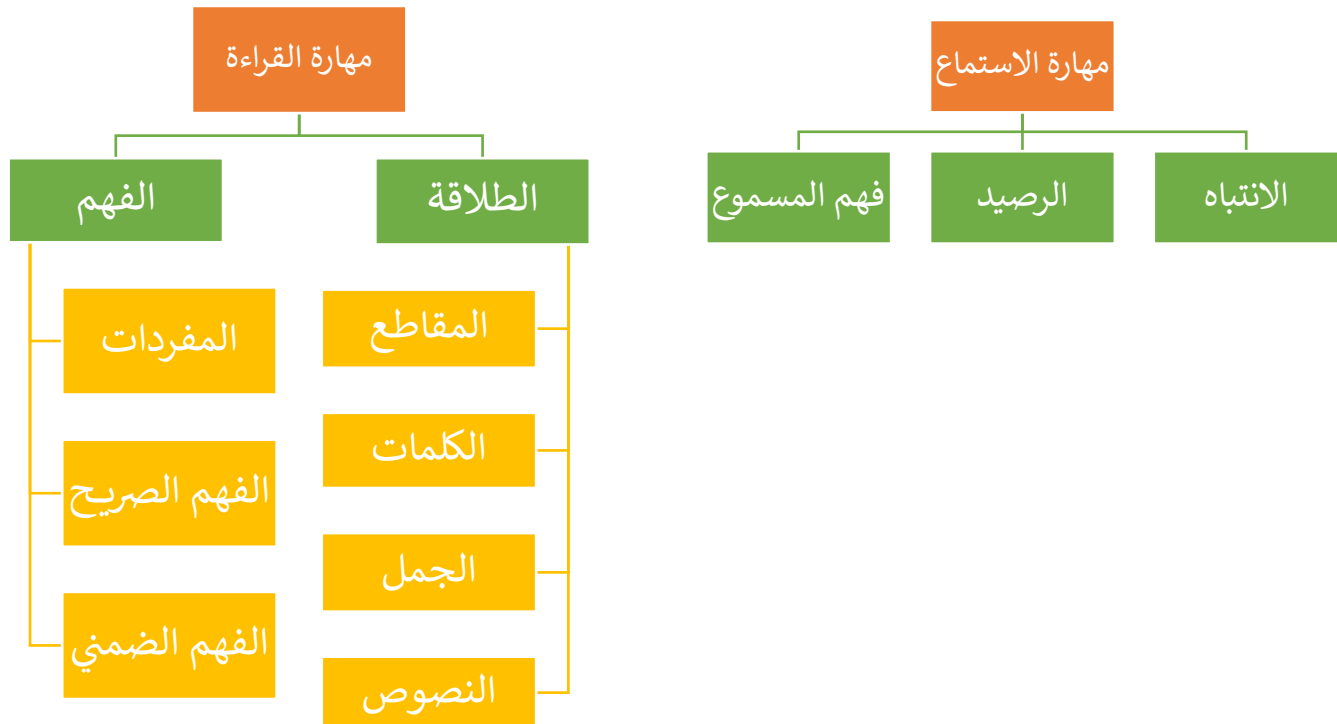 مهارة الاستماع
الانتباه
الرصيد
فهم المسموع
مهارة القراءة
الطلاقة
المقاطع
الكلمات
الجمل
النصوص
الفهم
المفردات
الفهم الصريح
الفهم الضمني